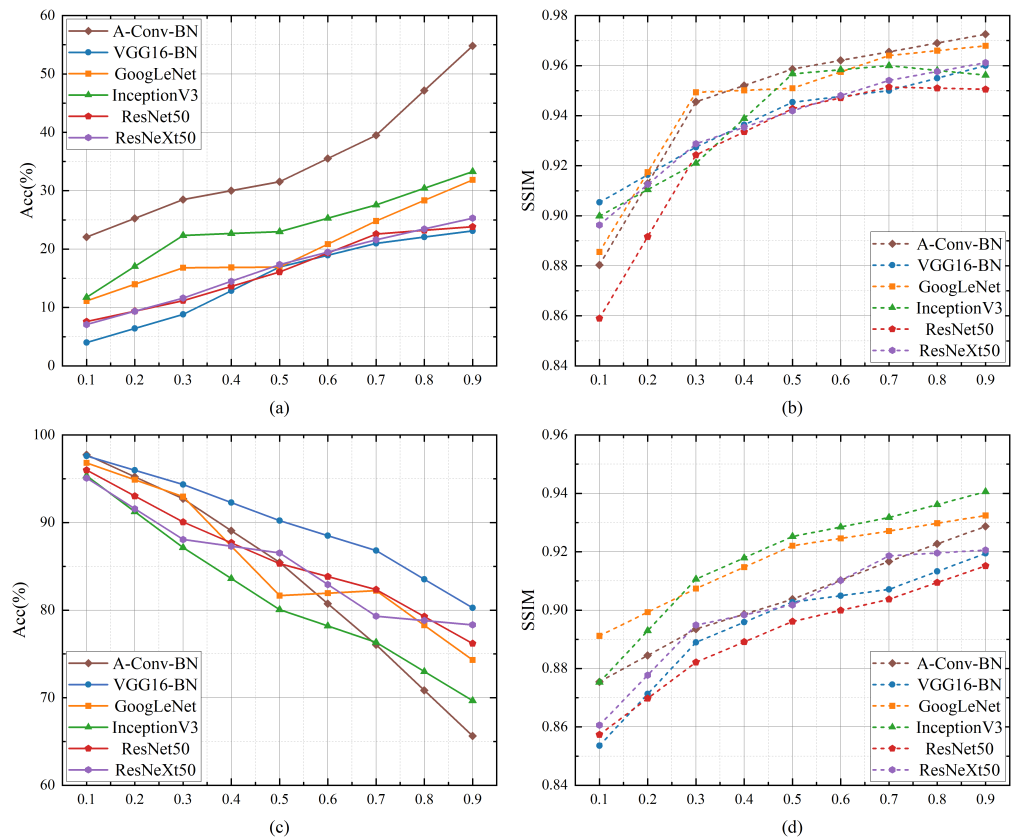 60
50
40
30
20
10
0
Acc(%)
A-Conv-BN
VGG16-BN
GoogLeNet
InceptionV3
ResNet50
ResNeXt50
0.1 0.2 0.3 0.4 0.5 0.6 0.7 0.8 0.9
(a)
0.98
0.96
0.94
0.92
0.90
0.88
0.86
0.84
SSIM
A-Conv-BN
VGG16-BN
GoogLeNet
InceptionV3
ResNet50
ResNeXt50
0.1 0.2 0.3 0.4 0.5 0.6 0.7 0.8 0.9
(b)
100
90
80
70
60
Acc(%)
A-Conv-BN
VGG16-BN
GoogLeNet
InceptionV3
ResNet50
ResNeXt50
0.1 0.2 0.3 0.4 0.5 0.6 0.7 0.8 0.9
(c)
0.96
0.94
0.92
0.90
0.88
0.86
0.84
SSIM
A-Conv-BN
VGG16-BN
GoogLeNet
InceptionV3
ResNet50
ResNeXt50
0.1 0.2 0.3 0.4 0.5 0.6 0.7 0.8 0.9
(d)